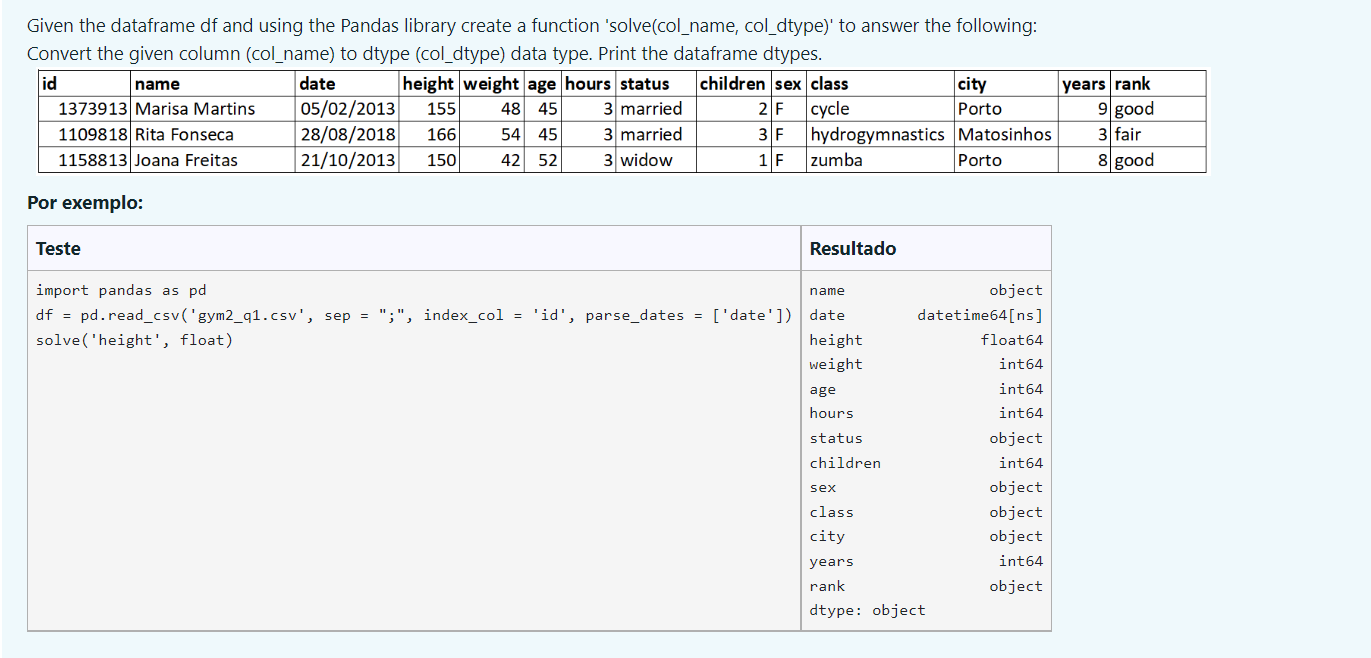 Given the dataframe df and using the Pandas library create a function 'solve(col_name, col_dtype)' to answer the following:
Convert the given column (col_name) to dtype (col_dtype) data type. Print the dataframe dtypes.
id name date height weight age hours status children sex class city years rank
1373913 Marisa Martins 05/02/2013 155 48 45 3 married 2 F cycle Porto 9 good
1109818 Rita Fonseca 28/08/2018 166 54 45 3 married 3 F hydrogymnastics Matosinhos 3 fair
1158813 Joana Freitas 21/10/2013 150 42 52 3 widow 1 F zumba Porto 8 good
Por exemplo:
Teste Resultado
import pandas as pd
df = pd.read_csv('gym2_q1.csv', sep = ";", index_col = 'id', parse_dates = ['date'])
solve('height', float)
name object
date datetime64[ns]
height float64
weight int64
age int64
hours int64
status object
children int64
sex object
class object
city object
years int64
rank object
dtype: object